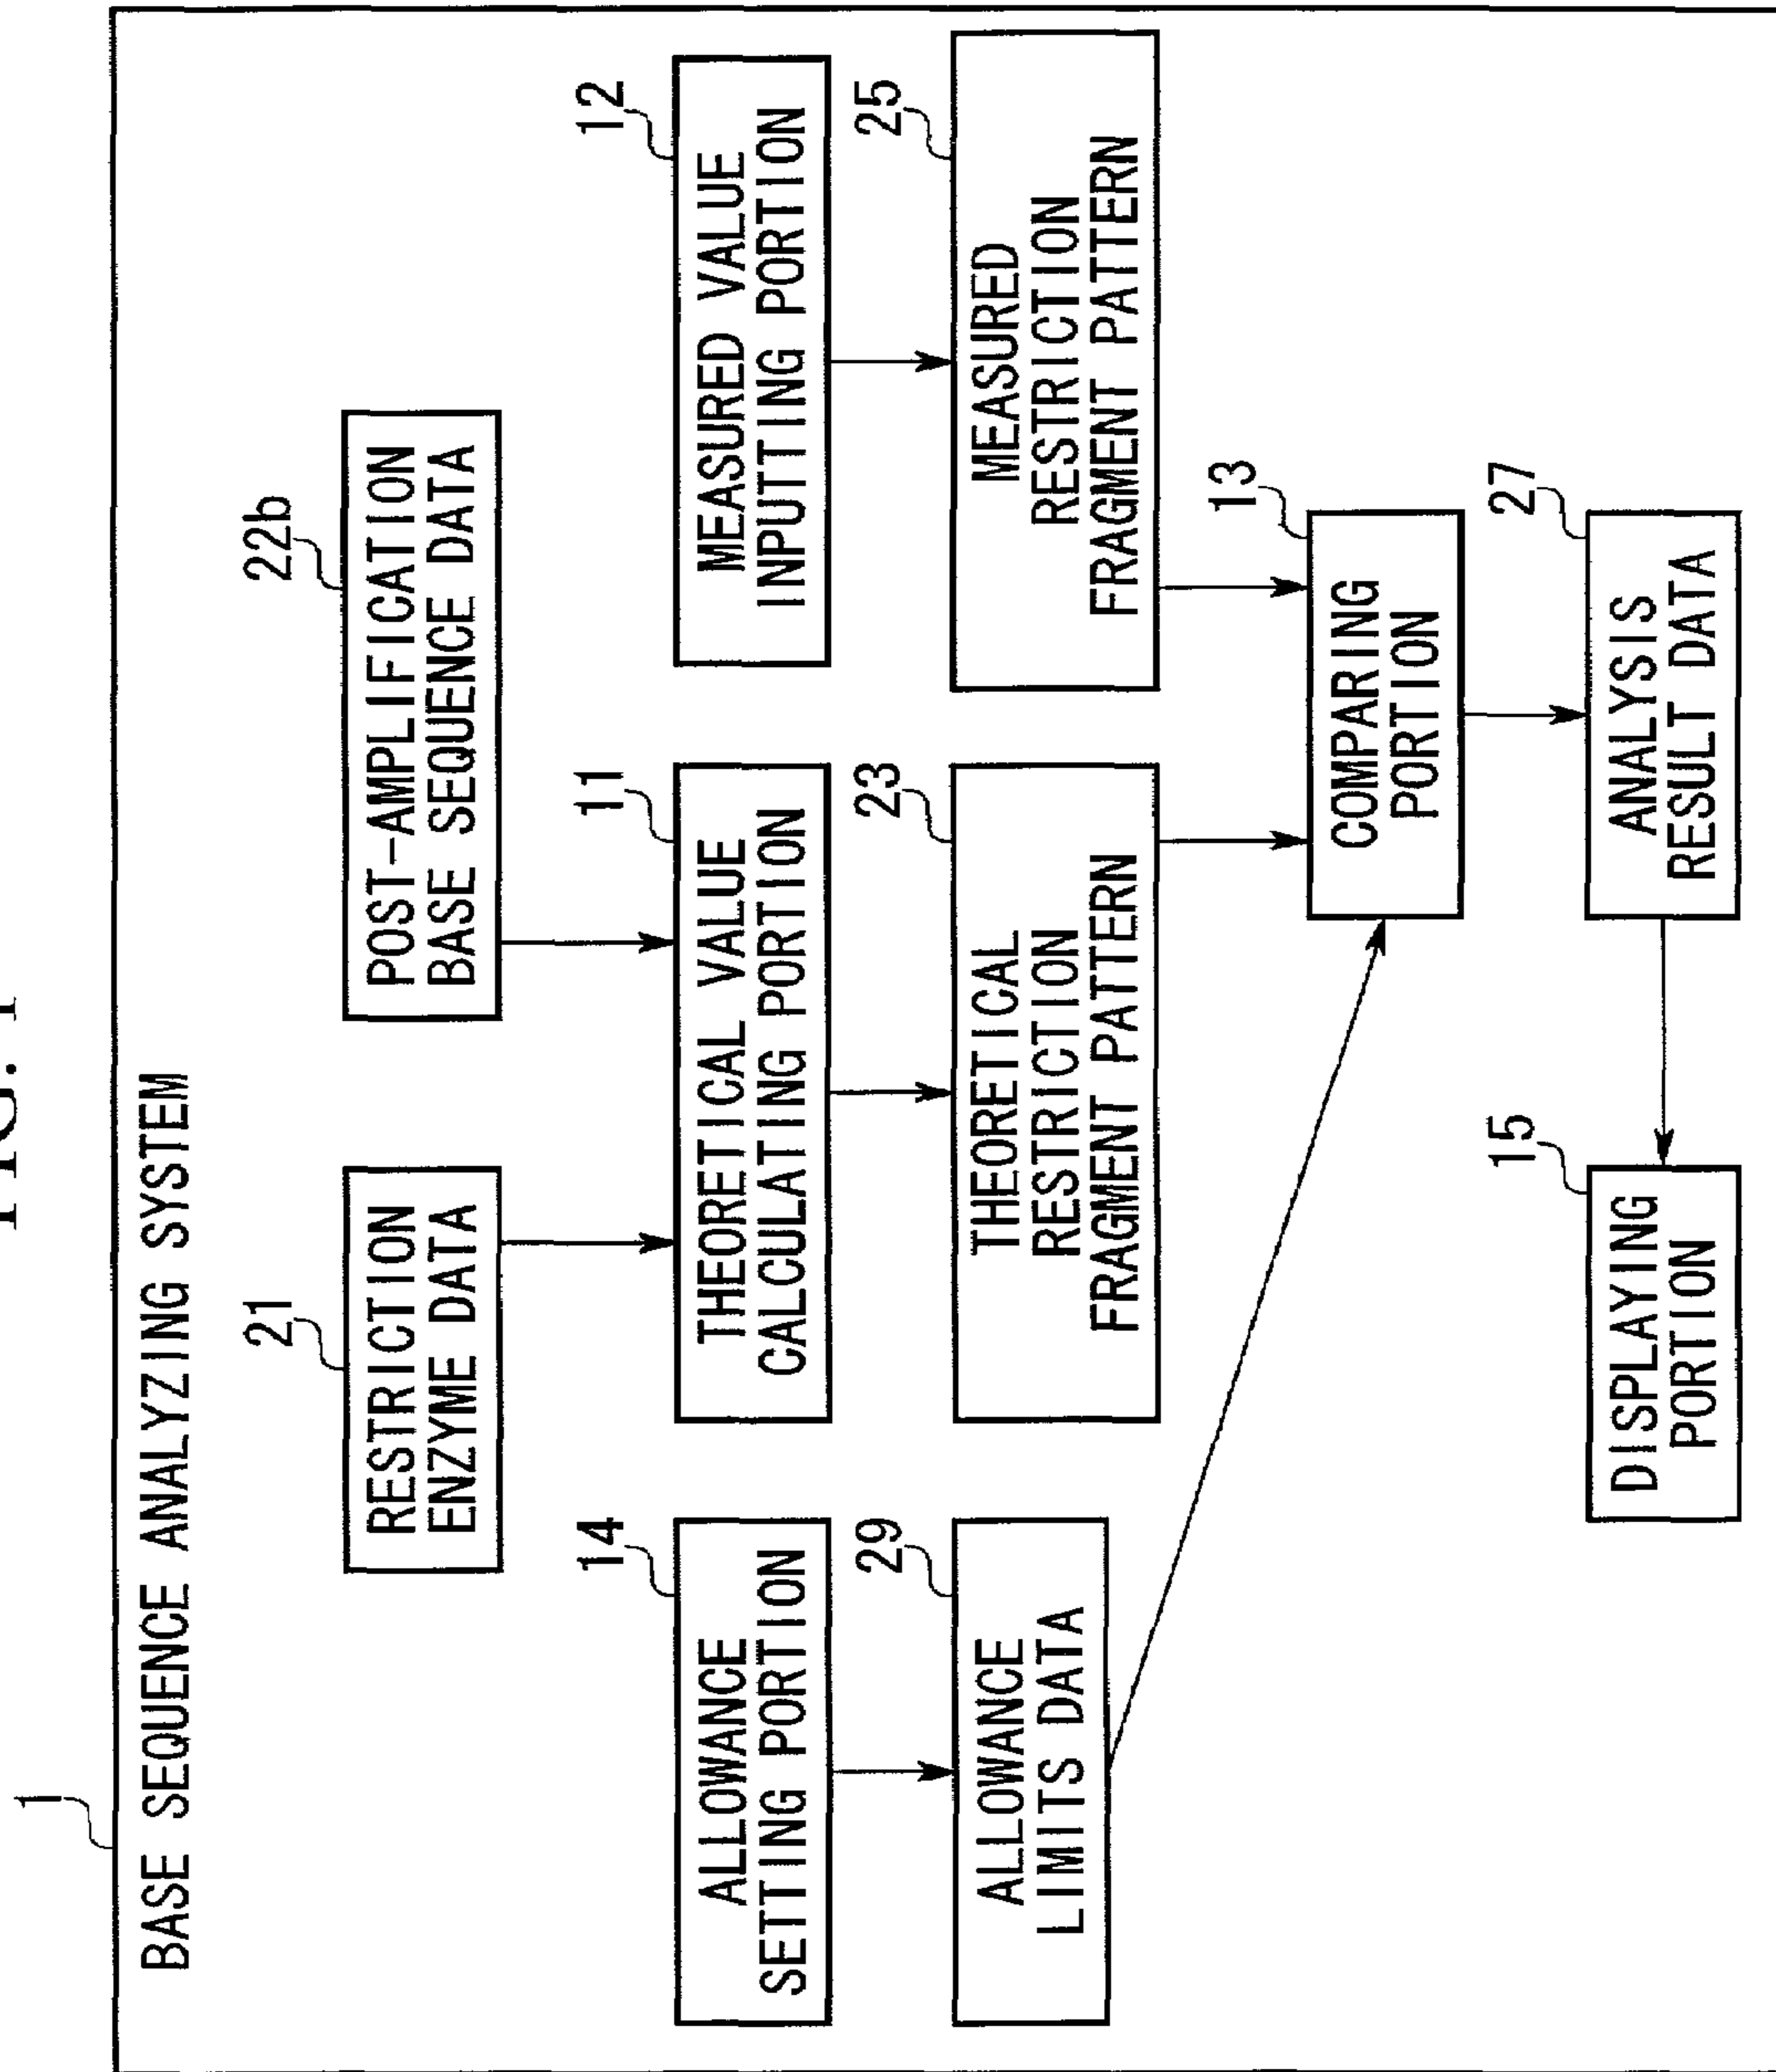 FIG. 1
1
BASE SEQUENCE ANALYZING SYSTEM
21
RESTRICTION
ENZYME DATA
22b
POST-AMPLIFICATION
BASE SEQUENCE DATA
14
ALLOWANCE
SETTING PORTION
11
THEORETICAL VALUE
CALCULATING PORTION
12
MEASURED VALUE
INPUTTING PORTION
29
ALLOWANCE
LIMITS DATA
23
THEORETICAL
RESTRICTION
FRAGMENT PATTERN
25
MEASURED
RESTRICTION
FRAGMENT PATTERN
13
COMPARING
PORTION
15
DISPLAYING
PORTION
27
ANALYSIS
RESULT DATA